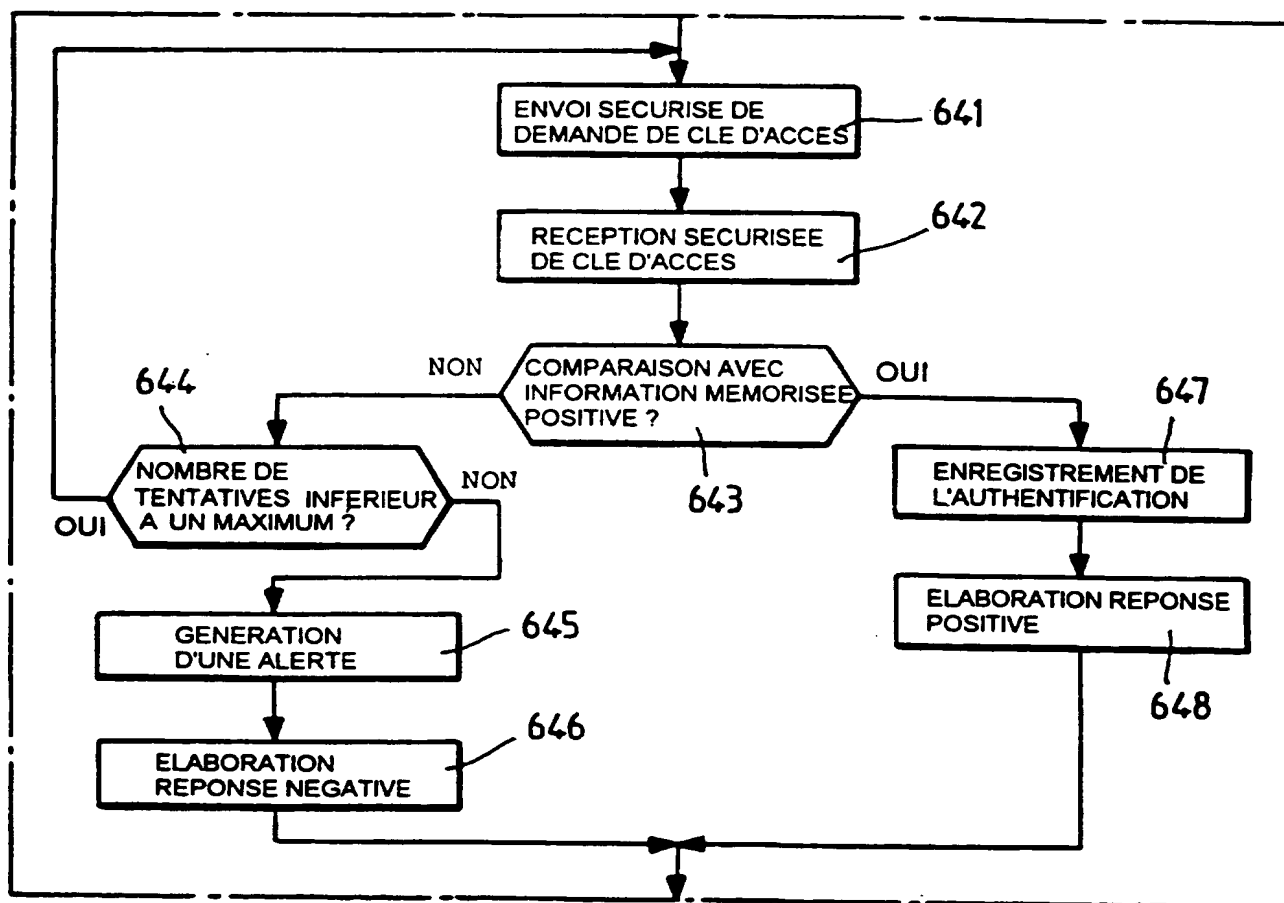 ENVOI SECURISE DE
DEMANDE DE CLE D'ACCES
641
RECEPTION SECURISEE
DE CLE D'ACCES
642
COMPARAISON AVEC
INFORMATION MEMORISEE
POSITIVE ?
NON
OUI
643
644
NOMBRE DE
TENTATIVES INFERIEUR
A UN MAXIMUM ?
NON
OUI
647
ENREGISTREMENT DE
L'AUTHENTIFICATION
GENERATION
D'UNE ALERTE
645
ELABORATION REPONSE
POSITIVE
648
ELABORATION
REPONSE NEGATIVE
646